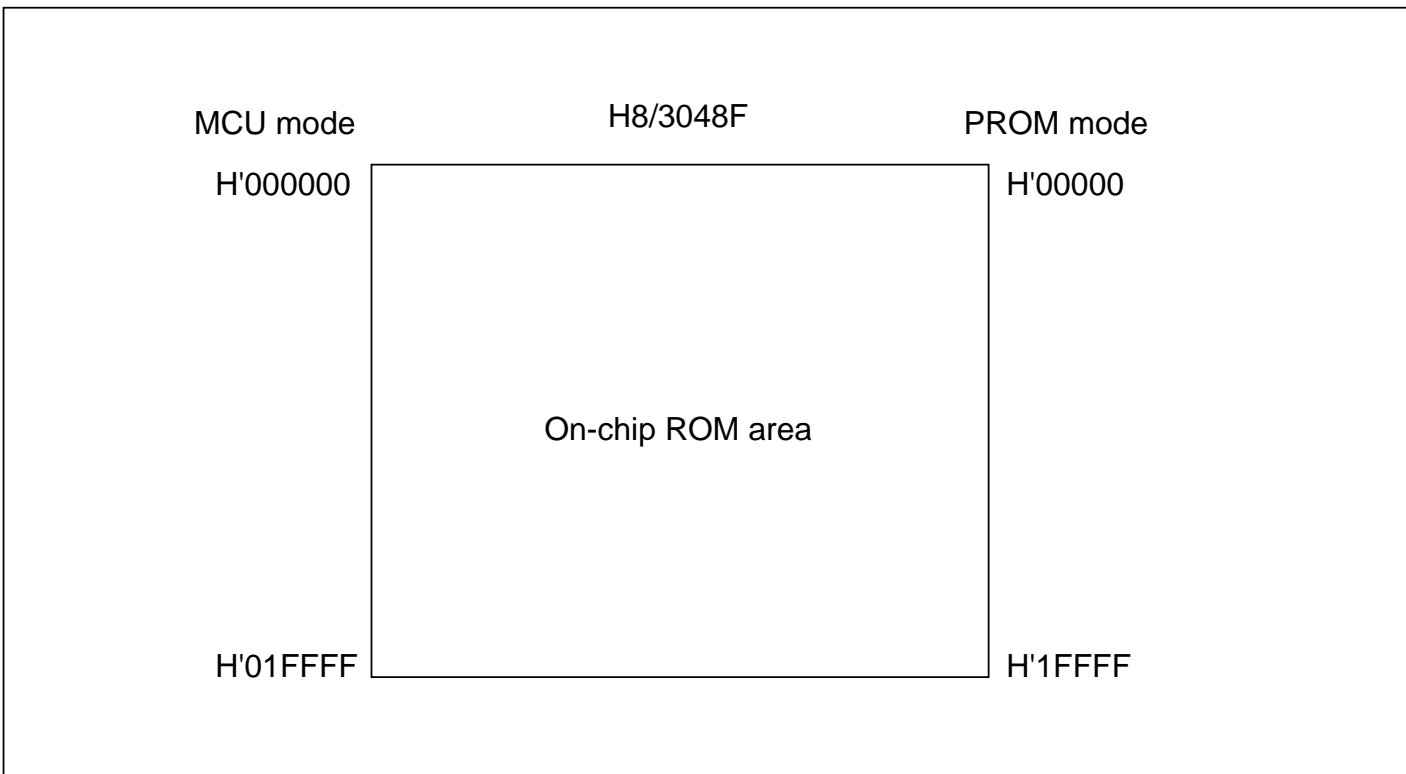 MCU mode
H8/3048F
PROM mode
H'000000
H'00000
On-chip ROM area
H'01FFFF
H'1FFFF